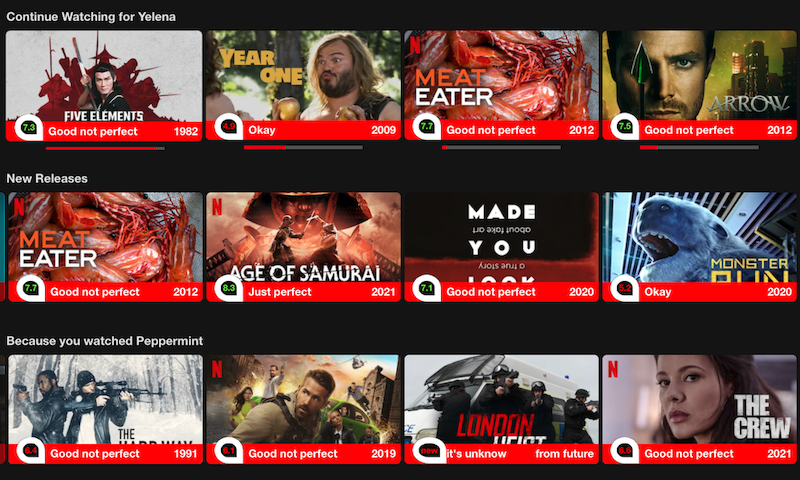 Continue Watching for Yelena
FIVE ELEMENTS
7.3 Good not perfect 1982
YEAR ONE
4.9 Okay 2009
N
MEAT
EATER
7.7 Good not perfect 2012
ARROW
7.5 Good not perfect 2012
New Releases
N
MEAT
EATER
7.7 Good not perfect 2012
N
AGE OF SAMURAI
8.3 Just perfect 2021
MADE
about fake art
YOU
a true story
LOOK
7.1 Good not perfect 2020
MONSTER
RUN
5.2 Okay 2020
Because you watched Peppermint
THE
HARD WAY
6.4 Good not perfect 1991
N
6.1 Good not perfect 2019
LONDON
HEIST
new it's unknow from future
N
THE
CREW
8.6 Good not perfect 2021